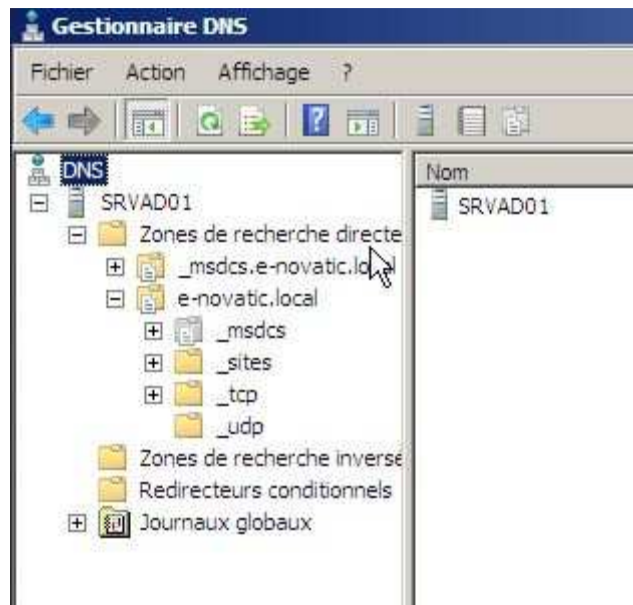 Gestionnaire DNS
Fichier Action Affichage ?
DNS
SRVAD01
Zones de recherche directe
_msdcs.e-novatic.local
e-novatic.local
_msdcs
_sites
_tcp
_udp
Zones de recherche inverse
Redirecteurs conditionnels
Journaux globaux
Nom
SRVAD01